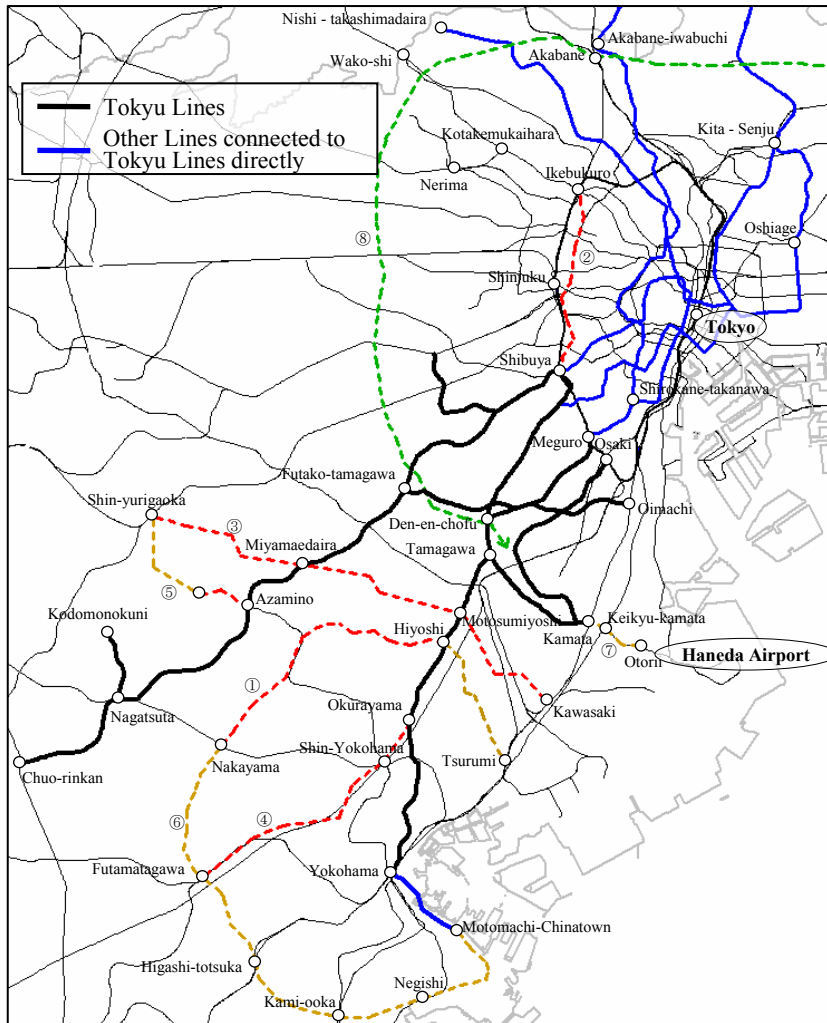 Nishi - takashimadaira
Akabane-iwabuchi
Akabane
Wako-shi
Tokyu Lines
Other Lines connected to
Tokyu Lines directly
Kotakemukaihara
Kita - Senju
Nerima
Ikebukuro
Oshiage
⑧
②
Shinjuku
Tokyo
Shibuya
Shirokane-takanawa
Meguro
Osaki
Futako-tamagawa
Shin-yurigaoka
Oimachi
③
Den-en-chofu
Miyamaedaira
Tamagawa
⑤
Azamino
Kodomonokuni
Motosumiyoshi
Hiyoshi
Kamata
Keikyu-kamata
⑦
Otorii
Haneda Airport
①
Nagatsuta
Okurayama
Kawasaki
Nakayama
Shin-Yokohama
Tsurumi
Chuo-rinkan
⑥
④
Futamatagawa
Yokohama
Motomachi-Chinatown
Higashi-totsuka
Negishi
Kami-ooka